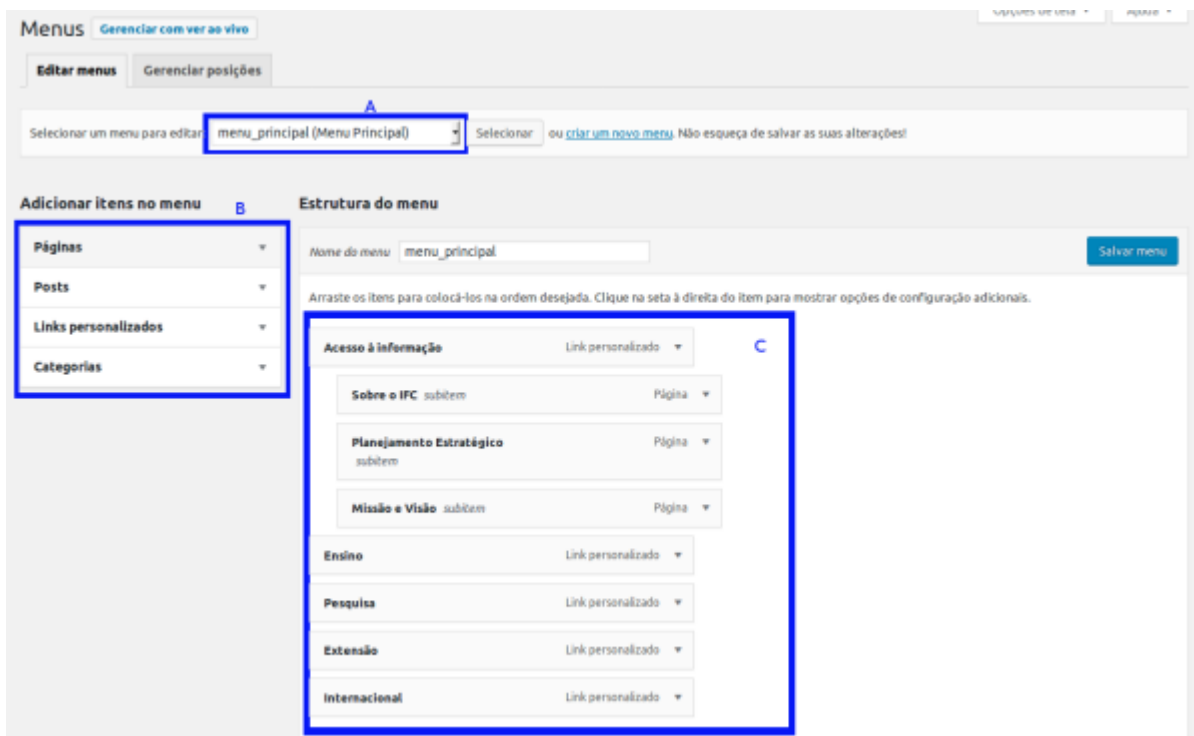 Opções de tela
Ajuda
Menus Gerenciar com ver ao vivo
Editar menus Gerenciar posições
A
Selecionar um menu para editar menu_principal (Menu Principal) Selecionar ou criar um novo menu. Não esqueça de salvar as suas alterações!
Adicionar itens no menu B
Páginas
Posts
Links personalizados
Categorias
Estrutura do menu
Nome do menu menu_principal Salvar menu
Arraste os itens para colocá-los na ordem desejada. Clique na seta à direita do item para mostrar opções de configuração adicionais.
C
Acesso à informação Link personalizado
Sobre o IFC subitem Página
Planejamento Estratégico Página
subitem
Missão e Visão subitem Página
Ensino Link personalizado
Pesquisa Link personalizado
Extensão Link personalizado
Internacional Link personalizado